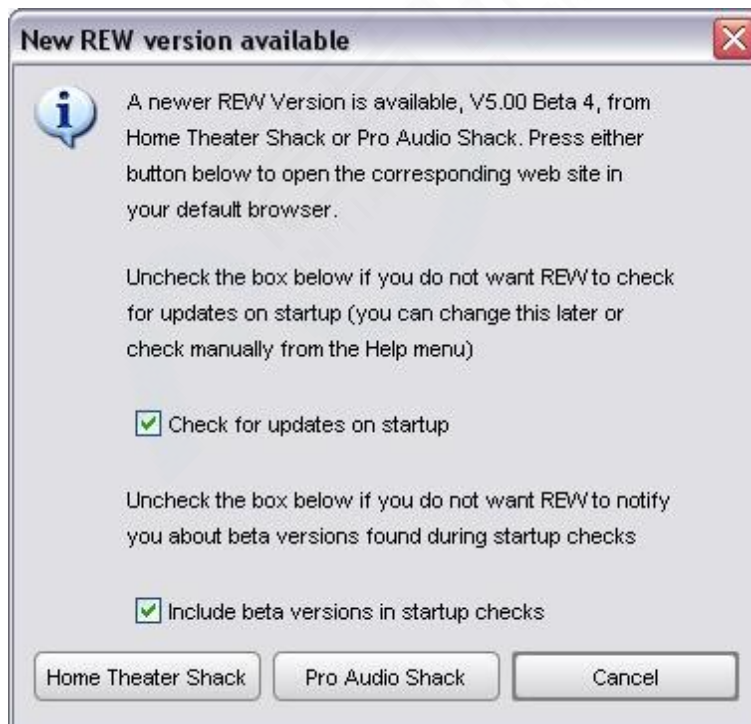 New REW version available
A newer REW Version is available, V5.00 Beta 4, from
Home Theater Shack or Pro Audio Shack. Press either
button below to open the corresponding web site in
your default browser.
Uncheck the box below if you do not want REW to check
for updates on startup (you can change this later or
check manually from the Help menu)
Check for updates on startup
Uncheck the box below if you do not want REW to notify
you about beta versions found during startup checks
Include beta versions in startup checks
Home Theater Shack Pro Audio Shack Cancel